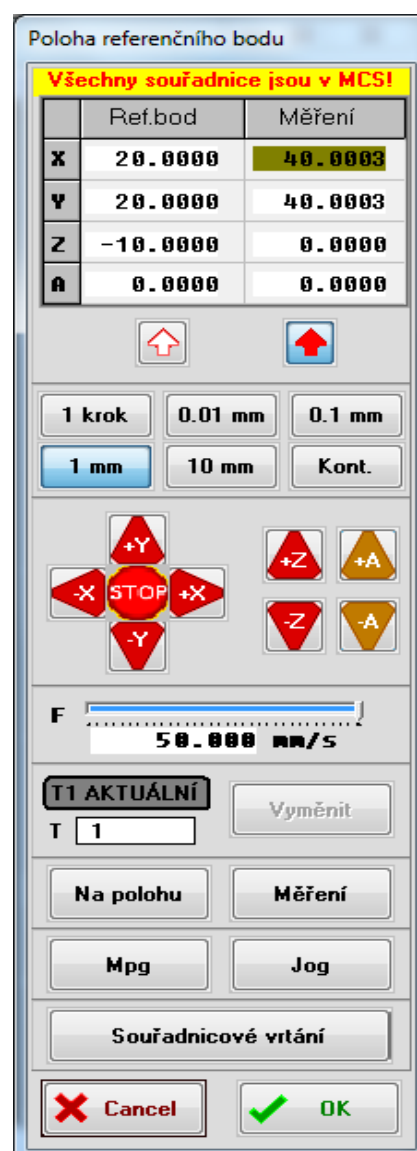 Poloha referenčního bodu
Všechny souřadnice jsou v MCS!
Ref.bod Měření
X 20.0000 40.0003
Y 20.0000 40.0003
Z -10.0000 0.0000
A 0.0000 0.0000
1 krok 0.01 mm 0.1 mm
1 mm 10 mm Kont.
+Y
-X STOP +X
-Y
+Z +A
-Z -A
F
50.000 mm/s
T1 AKTUÁLNÍ
Vyměnit
T 1
Na polohu Měření
Mpg Jog
Souřadnicové vrtání
Cancel OK